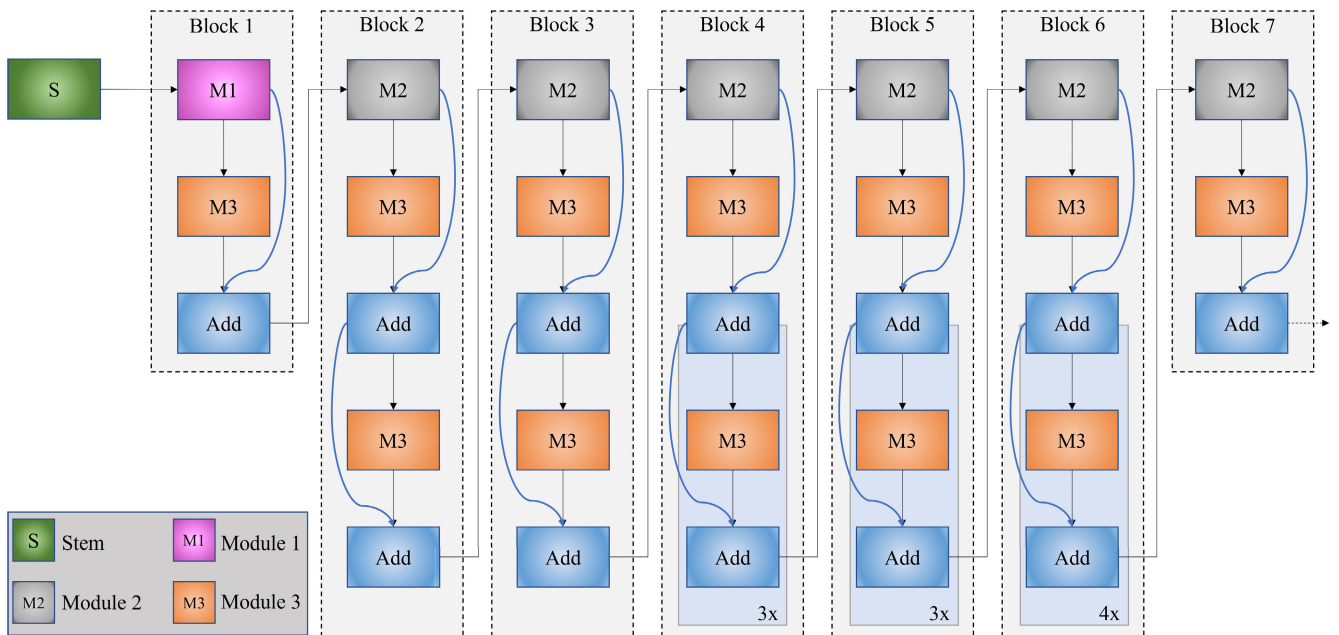 Block 1
Block 2
Block 3
Block 4
Block 5
Block 6
Block 7
S
M1
M2
M2
M2
M2
M2
M2
M3
M3
M3
M3
M3
M3
M3
Add
Add
Add
Add
Add
Add
Add
M3
M3
M3
M3
M3
Add
Add
Add
Add
Add
3x
3x
4x
S Stem
M1 Module 1
M2 Module 2
M3 Module 3